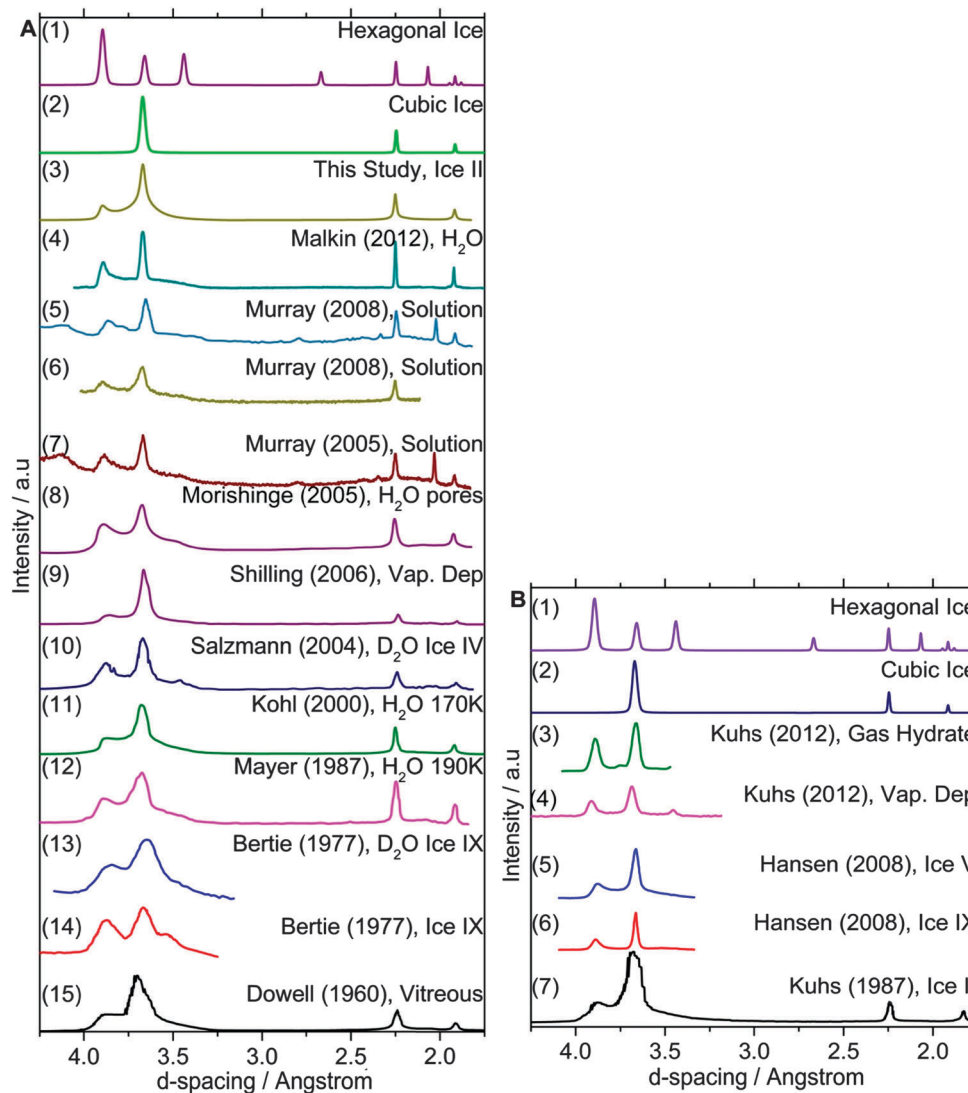 A
(1) Hexagonal Ice
(2) Cubic Ice
(3) This Study, Ice II
(4) Malkin (2012), H₂O
(5) Murray (2008), Solution
(6) Murray (2008), Solution
(7) Murray (2005), Solution
(8) Morishinge (2005), H₂O pores
(9) Shilling (2006), Vap. Dep
(10) Salzmann (2004), D₂O Ice IV
(11) Kohl (2000), H₂O 170K
(12) Mayer (1987), H₂O 190K
(13) Bertie (1977), D₂O Ice IX
(14) Bertie (1977), Ice IX
(15) Dowell (1960), Vitreous
Intensity / a.u
4.0 3.5 3.0 2.5 2.0
d-spacing / Angstrom
B
(1) Hexagonal Ice
(2) Cubic Ice
(3) Kuhs (2012), Gas Hydrate
(4) Kuhs (2012), Vap. Dep
(5) Hansen (2008), Ice V
(6) Hansen (2008), Ice IX
(7) Kuhs (1987), Ice I
Intensity / a.u
4.0 3.5 3.0 2.5 2.0
d-spacing / Angstrom